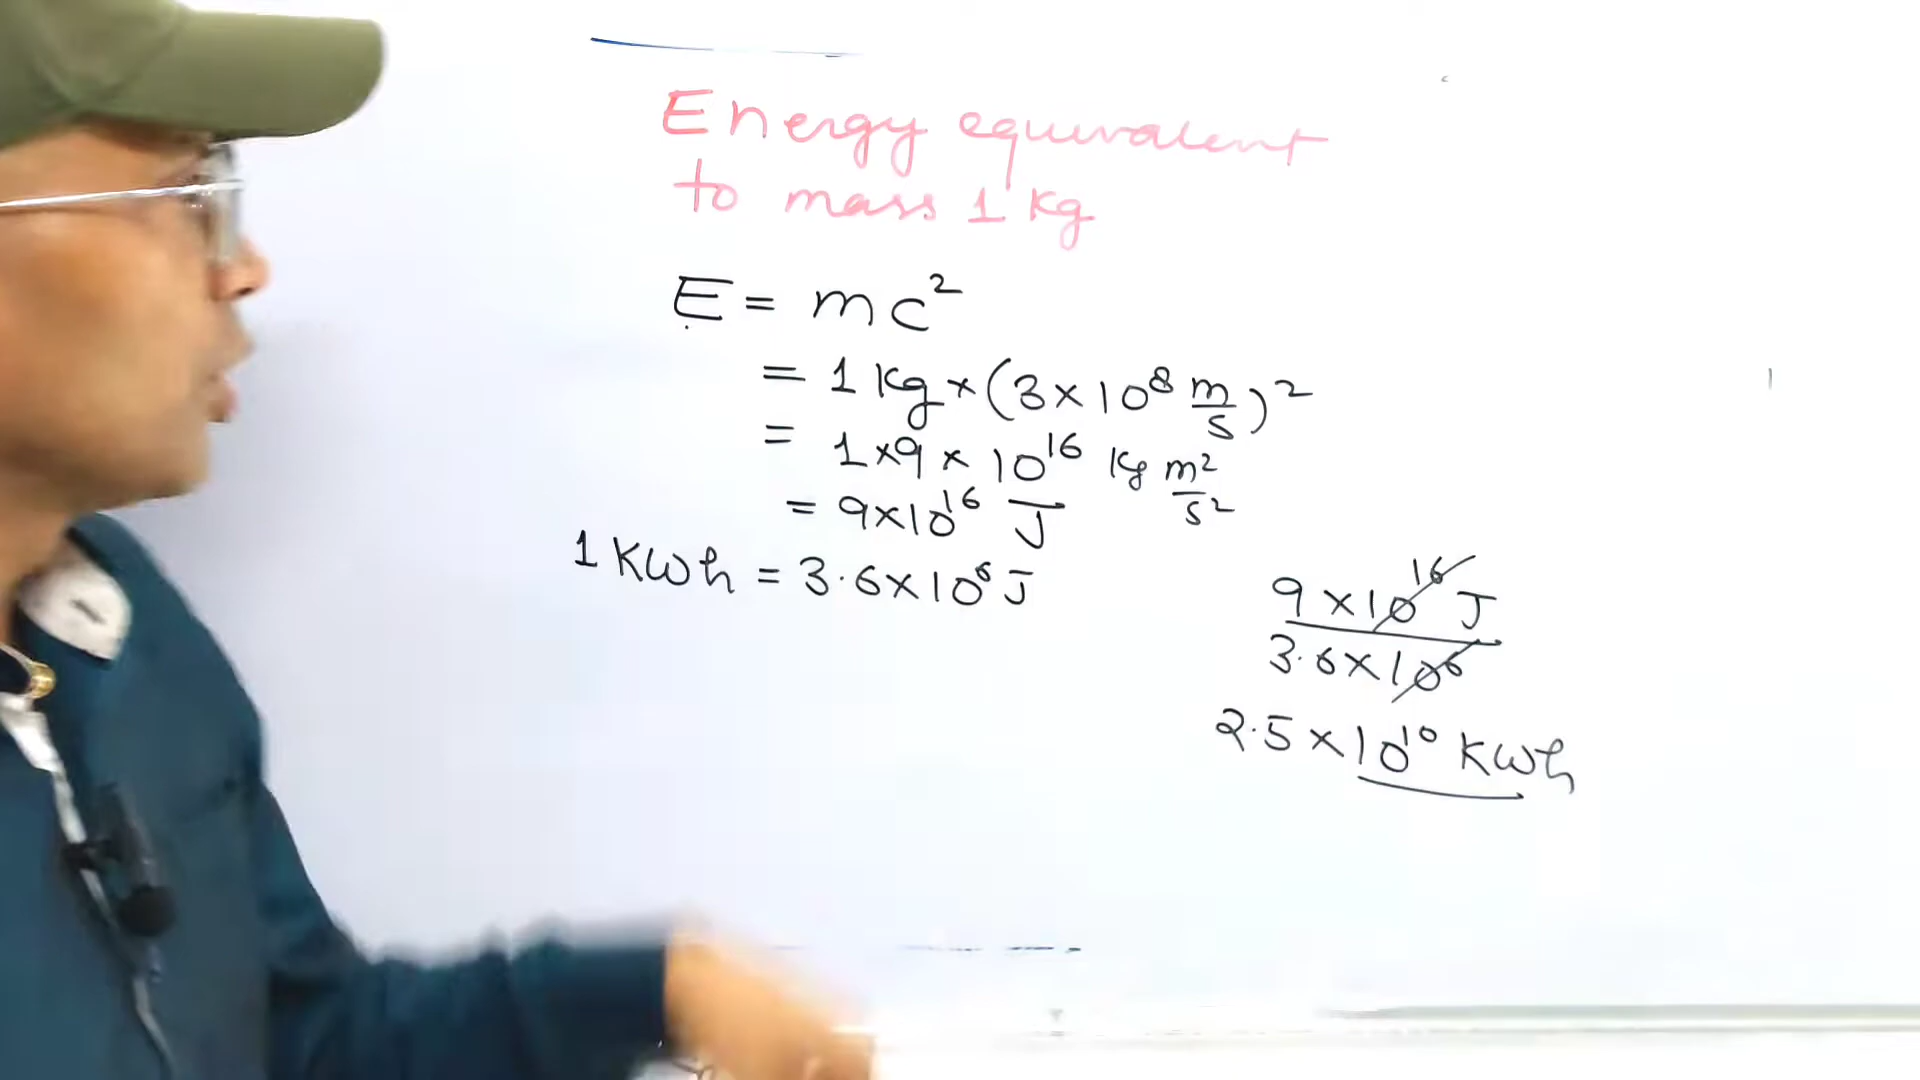 Energy equivalent
to mass 1 kg
E = mc²
= 1 kg × (3×10⁸ m/s)²
= 1×9×10¹⁶ kg m²/s²
= 9×10¹⁶ J
1 KWh = 3.6×10⁶ J
9×10¹⁶ J
3.6×10⁶
2.5×10¹⁰ KWh